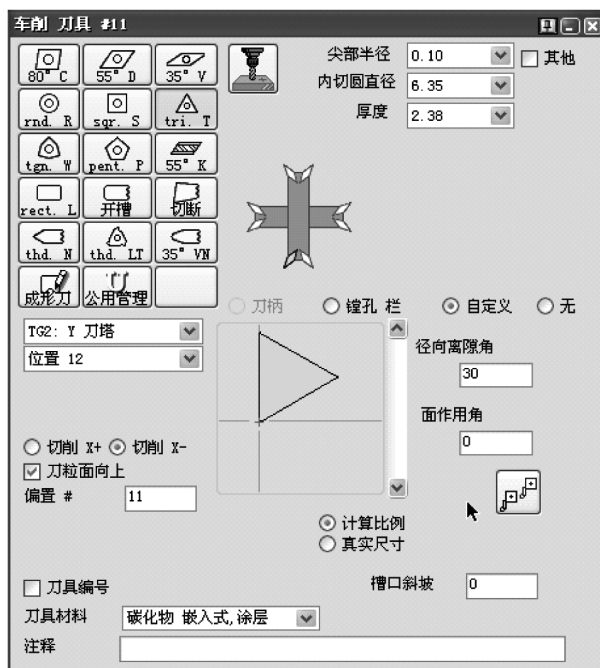 车削 刀具 #11
80° C 55° D 35° V
rnd. R sqr. S tri. T
tgn. W pent. P 55° K
rect. L 开槽 切断
thd. N thd. LT 35° VN
成形刀 公用管理
尖部半径 0.10 其他
内切圆直径 6.35
厚度 2.38
刀柄 镗孔 栏 自定义 无
TG2: Y 刀塔
位置 12
径向离隙角
30
面作用角
0
切削 X+ 切削 X-
刀粒面向上
偏置 # 11
计算比例
真实尺寸
刀具编号
槽口斜坡 0
刀具材料 碳化物 嵌入式,涂层
注释